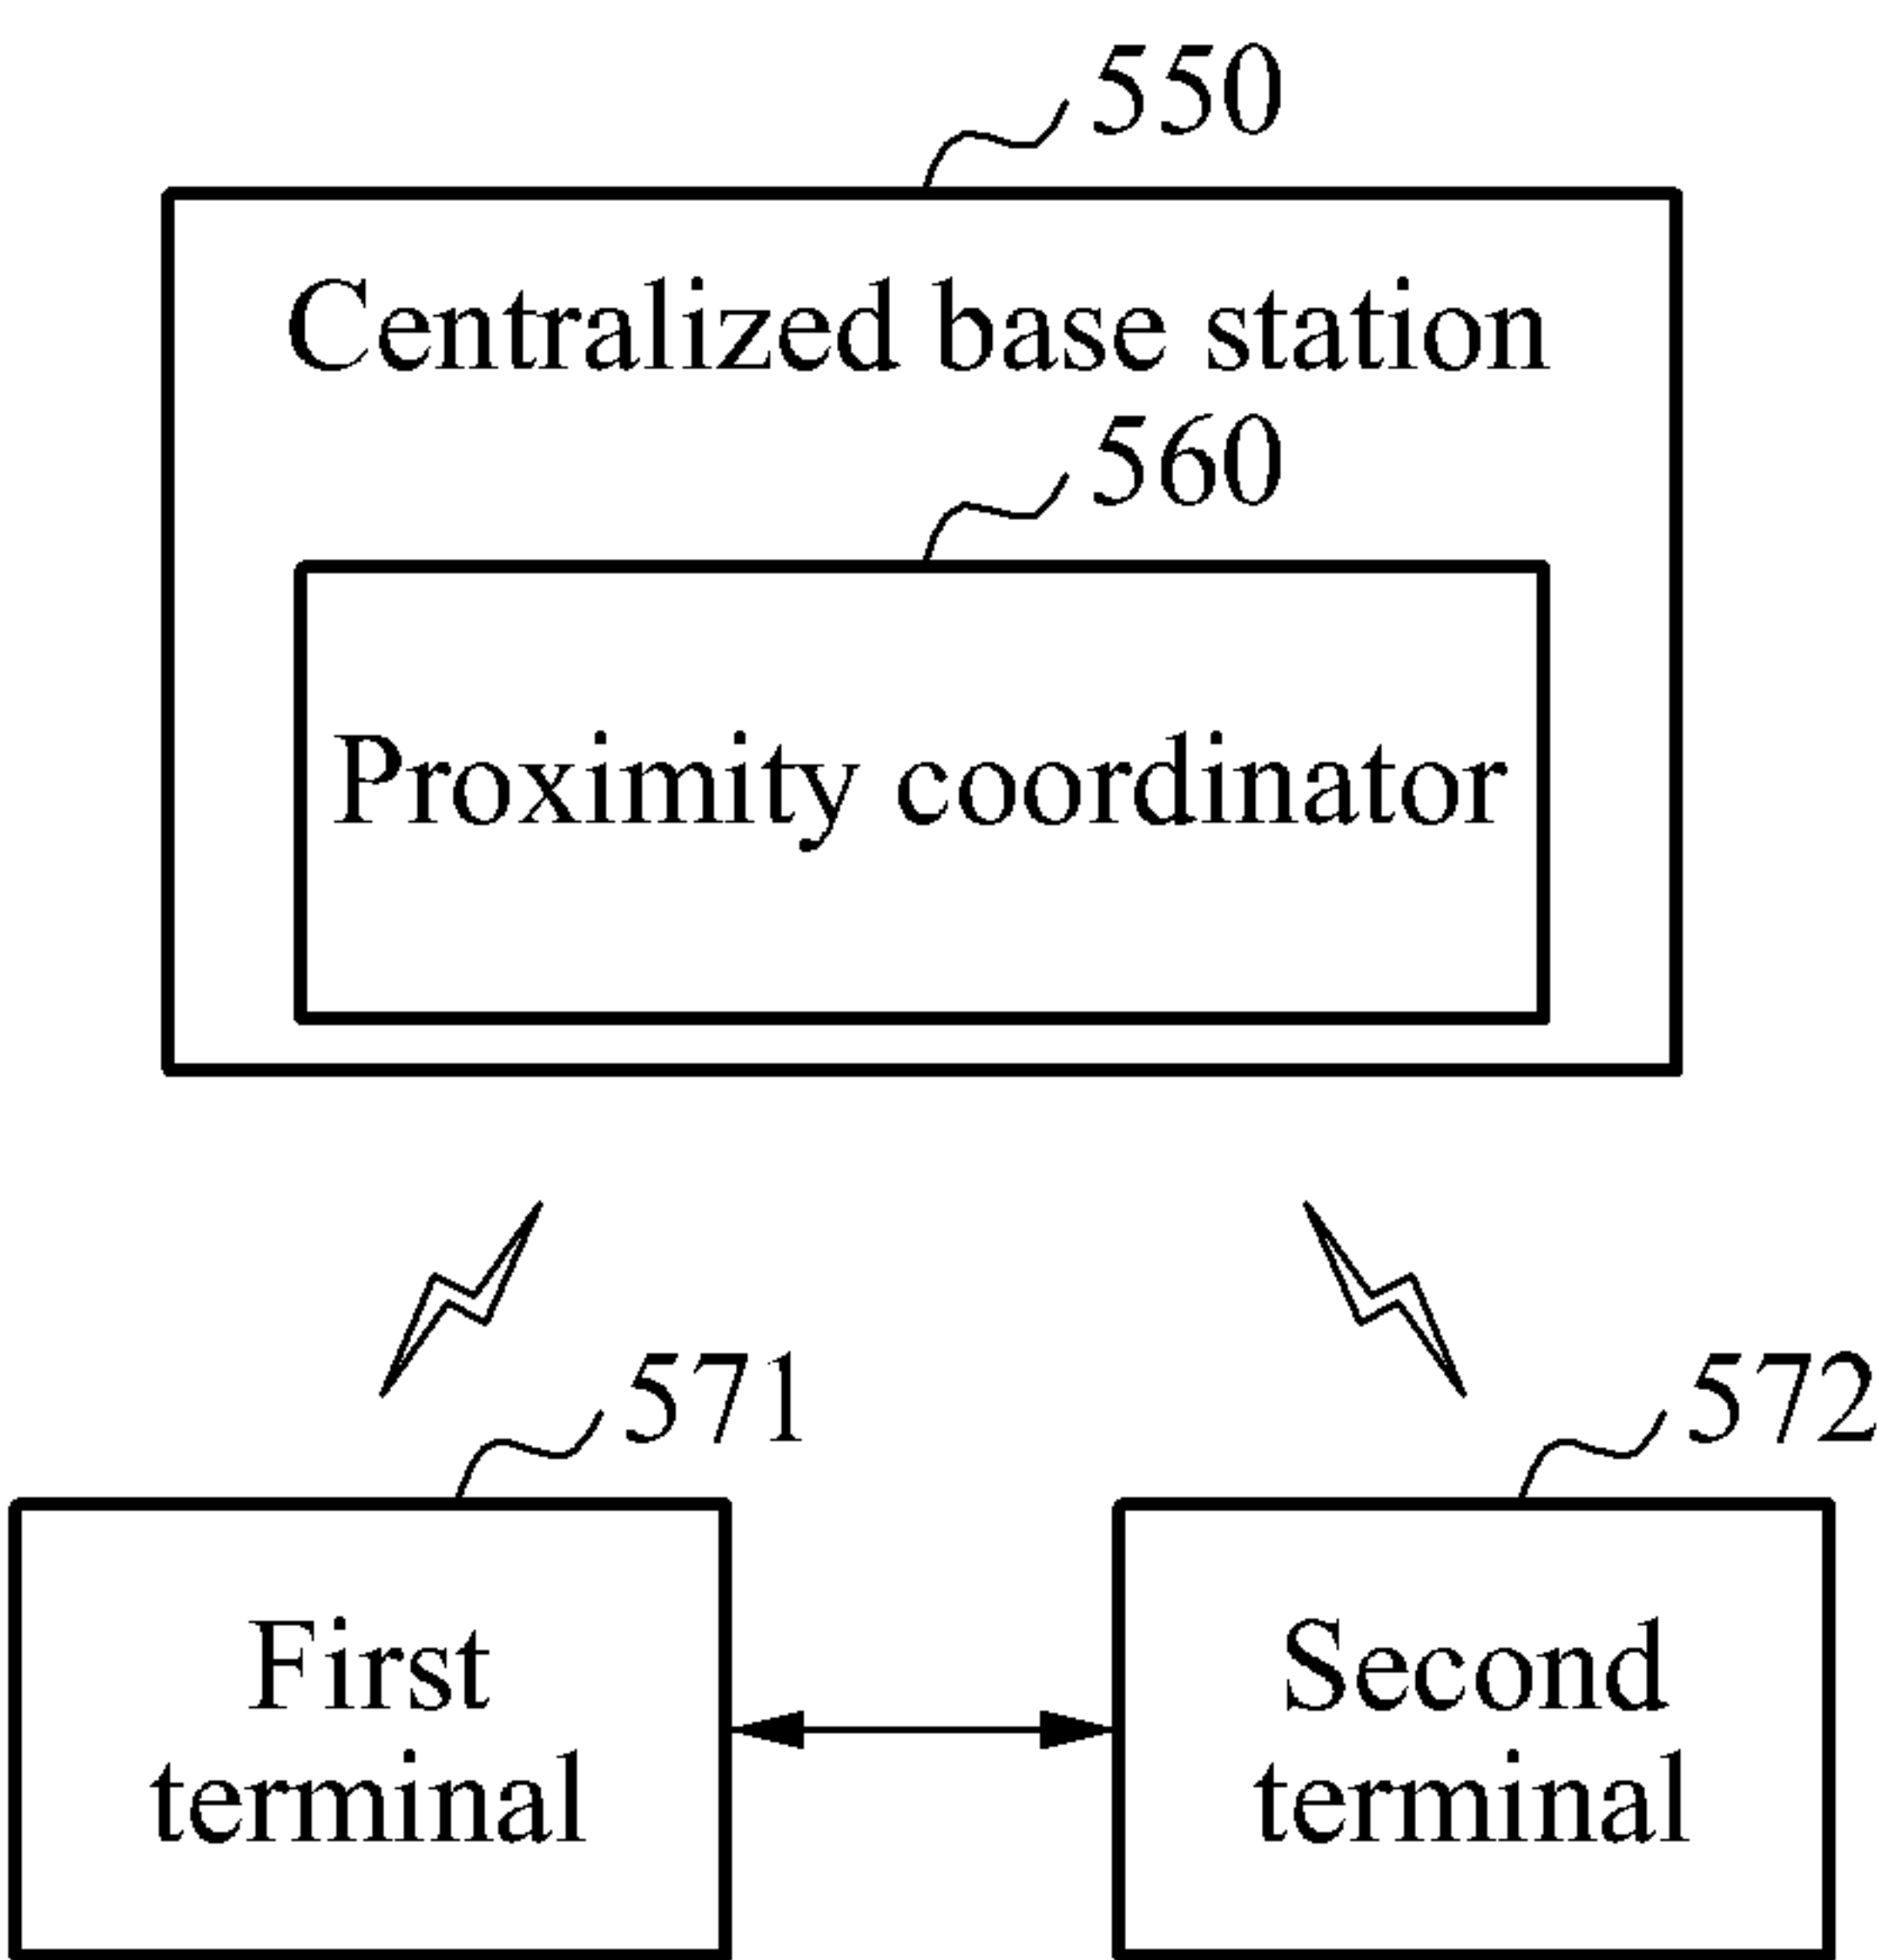 550
Centralized base station
560
Proximity coordinator
571
572
First
terminal
Second
terminal